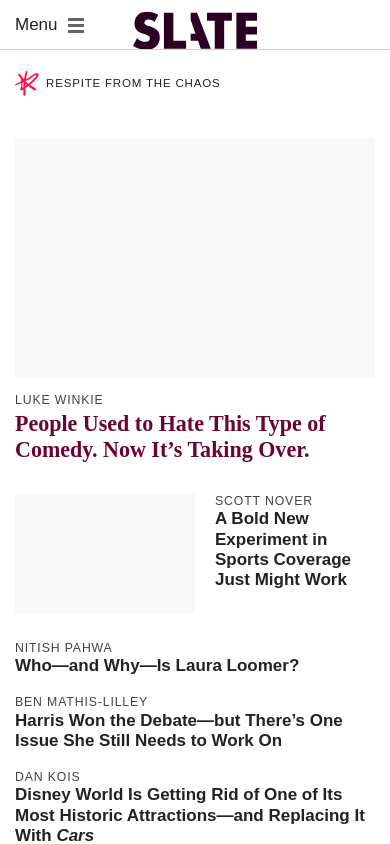 Menu
SLATE
RESPITE FROM THE CHAOS
LUKE WINKIE
People Used to Hate This Type of
Comedy. Now It’s Taking Over.
SCOTT NOVER
A Bold New
Experiment in
Sports Coverage
Just Might Work
NITISH PAHWA
Who—and Why—Is Laura Loomer?
BEN MATHIS-LILLEY
Harris Won the Debate—but There’s One
Issue She Still Needs to Work On
DAN KOIS
Disney World Is Getting Rid of One of Its
Most Historic Attractions—and Replacing It
With Cars